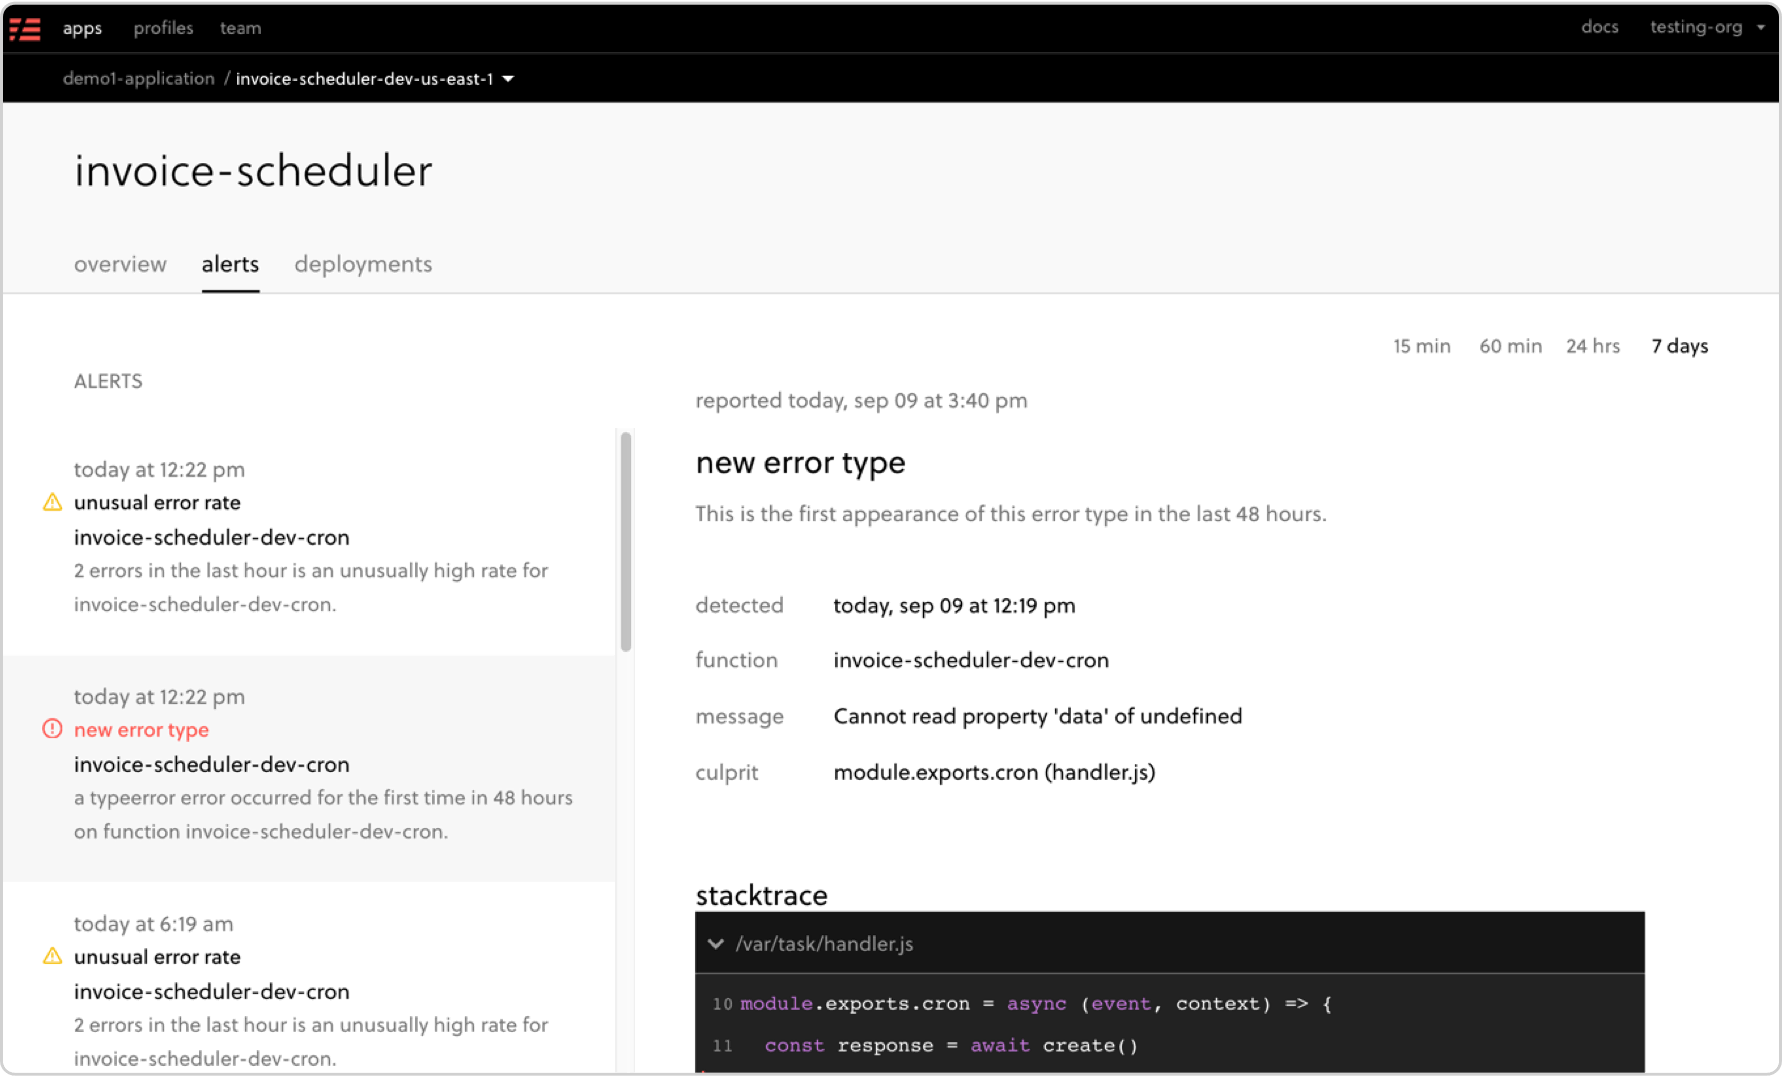 apps profiles team docs testing-org
demo1-application / invoice-scheduler-dev-us-east-1
invoice-scheduler
overview alerts deployments
15 min 60 min 24 hrs 7 days
ALERTS
today at 12:22 pm
unusual error rate
invoice-scheduler-dev-cron
2 errors in the last hour is an unusually high rate for
invoice-scheduler-dev-cron.
today at 12:22 pm
new error type
invoice-scheduler-dev-cron
a typeerror error occurred for the first time in 48 hours
on function invoice-scheduler-dev-cron.
today at 6:19 am
unusual error rate
invoice-scheduler-dev-cron
2 errors in the last hour is an unusually high rate for
invoice-scheduler-dev-cron.
reported today, sep 09 at 3:40 pm
new error type
This is the first appearance of this error type in the last 48 hours.
detected today, sep 09 at 12:19 pm
function invoice-scheduler-dev-cron
message Cannot read property 'data' of undefined
culprit module.exports.cron (handler.js)
stacktrace
/var/task/handler.js
10 module.exports.cron = async (event, context) => {
11 const response = await create()